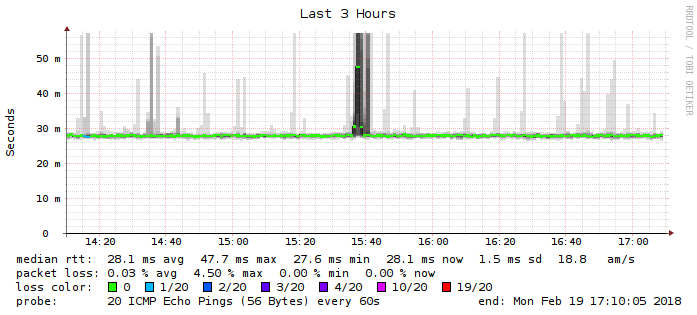 Last 3 Hours
RRDTOOL / TOBI OETIKER
Seconds
50 m
40 m
30 m
20 m
10 m
0
14:20 14:40 15:00 15:20 15:40 16:00 16:20 16:40 17:00
median rtt: 28.1 ms avg 47.7 ms max 27.6 ms min 28.1 ms now 1.5 ms sd 18.8 am/s
packet loss: 0.03 % avg 4.50 % max 0.00 % min 0.00 % now
loss color: 0 1/20 2/20 3/20 4/20 10/20 19/20
probe: 20 ICMP Echo Pings (56 Bytes) every 60s end: Mon Feb 19 17:10:05 2018